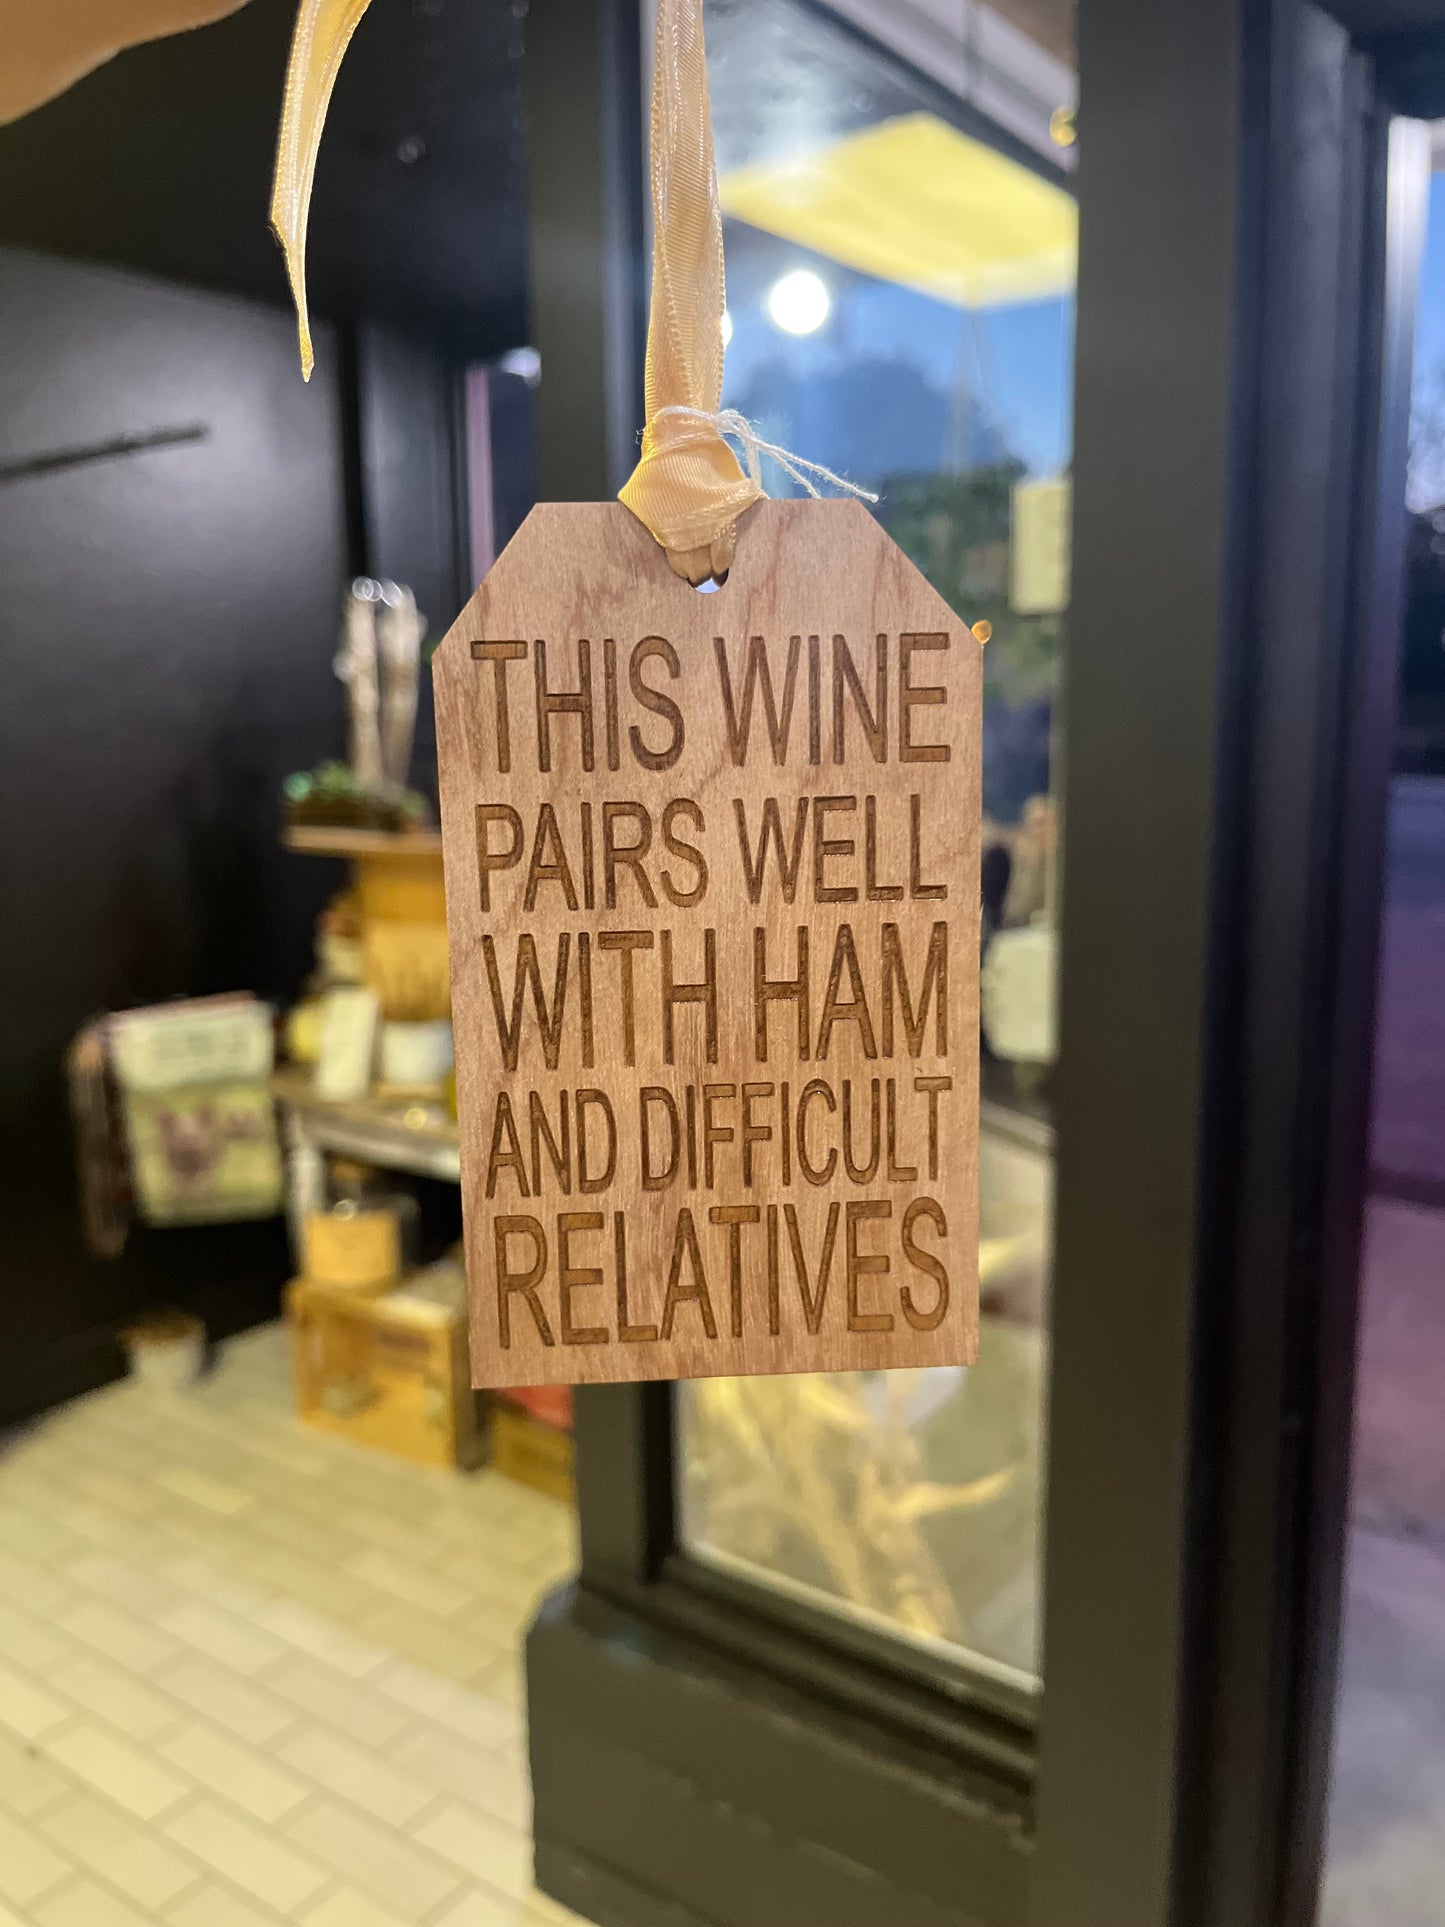 THIS WINE
PAIRS WELL
WITH HAM
AND DIFFICULT
RELATIVES